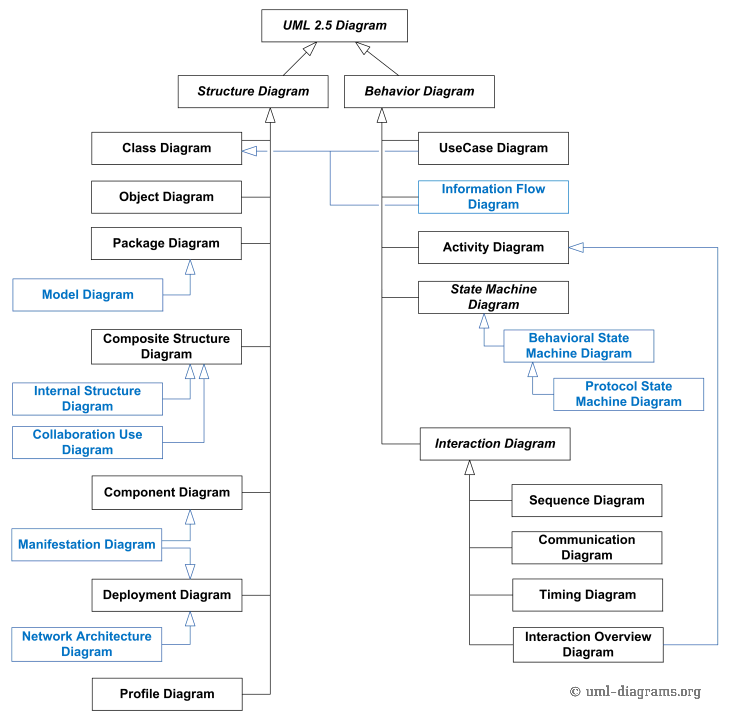 UML 2.5 Diagram
Structure Diagram
Behavior Diagram
Class Diagram
UseCase Diagram
Object Diagram
Information Flow
Diagram
Package Diagram
Activity Diagram
Model Diagram
State Machine
Diagram
Composite Structure
Diagram
Behavioral State
Machine Diagram
Internal Structure
Diagram
Protocol State
Machine Diagram
Collaboration Use
Diagram
Interaction Diagram
Component Diagram
Sequence Diagram
Manifestation Diagram
Communication
Diagram
Deployment Diagram
Timing Diagram
Network Architecture
Diagram
Interaction Overview
Diagram
Profile Diagram
© uml-diagrams.org